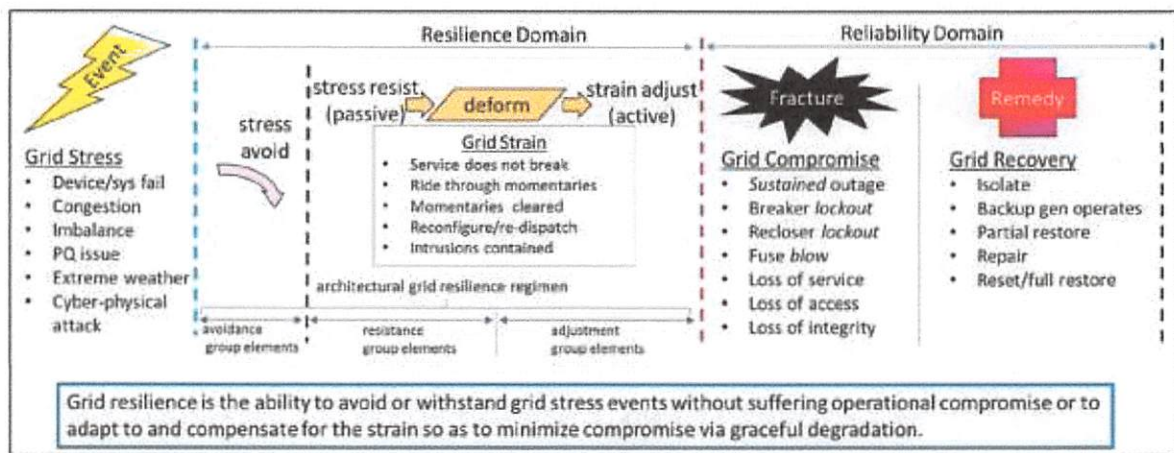 Resilience Domain
Reliability Domain
Event
Grid Stress
• Device/sys fail
• Congestion
• Imbalance
• PQ issue
• Extreme weather
• Cyber-physical
attack
stress
avoid
stress resist
(passive)
deform
strain adjust
(active)
Grid Strain
• Service does not break
• Ride through momentaries
• Momentaries cleared
• Reconfigure/re-dispatch
• Intrusions contained
architectural grid resilience regimen
avoidance
group elements
resistance
group elements
adjustment
group elements
Fracture
Grid Compromise
• Sustained outage
• Breaker lockout
• Recloser lockout
• Fuse blow
• Loss of service
• Loss of access
• Loss of integrity
Remedy
Grid Recovery
• Isolate
• Backup gen operates
• Partial restore
• Repair
• Reset/full restore
Grid resilience is the ability to avoid or withstand grid stress events without suffering operational compromise or to
adapt to and compensate for the strain so as to minimize compromise via graceful degradation.